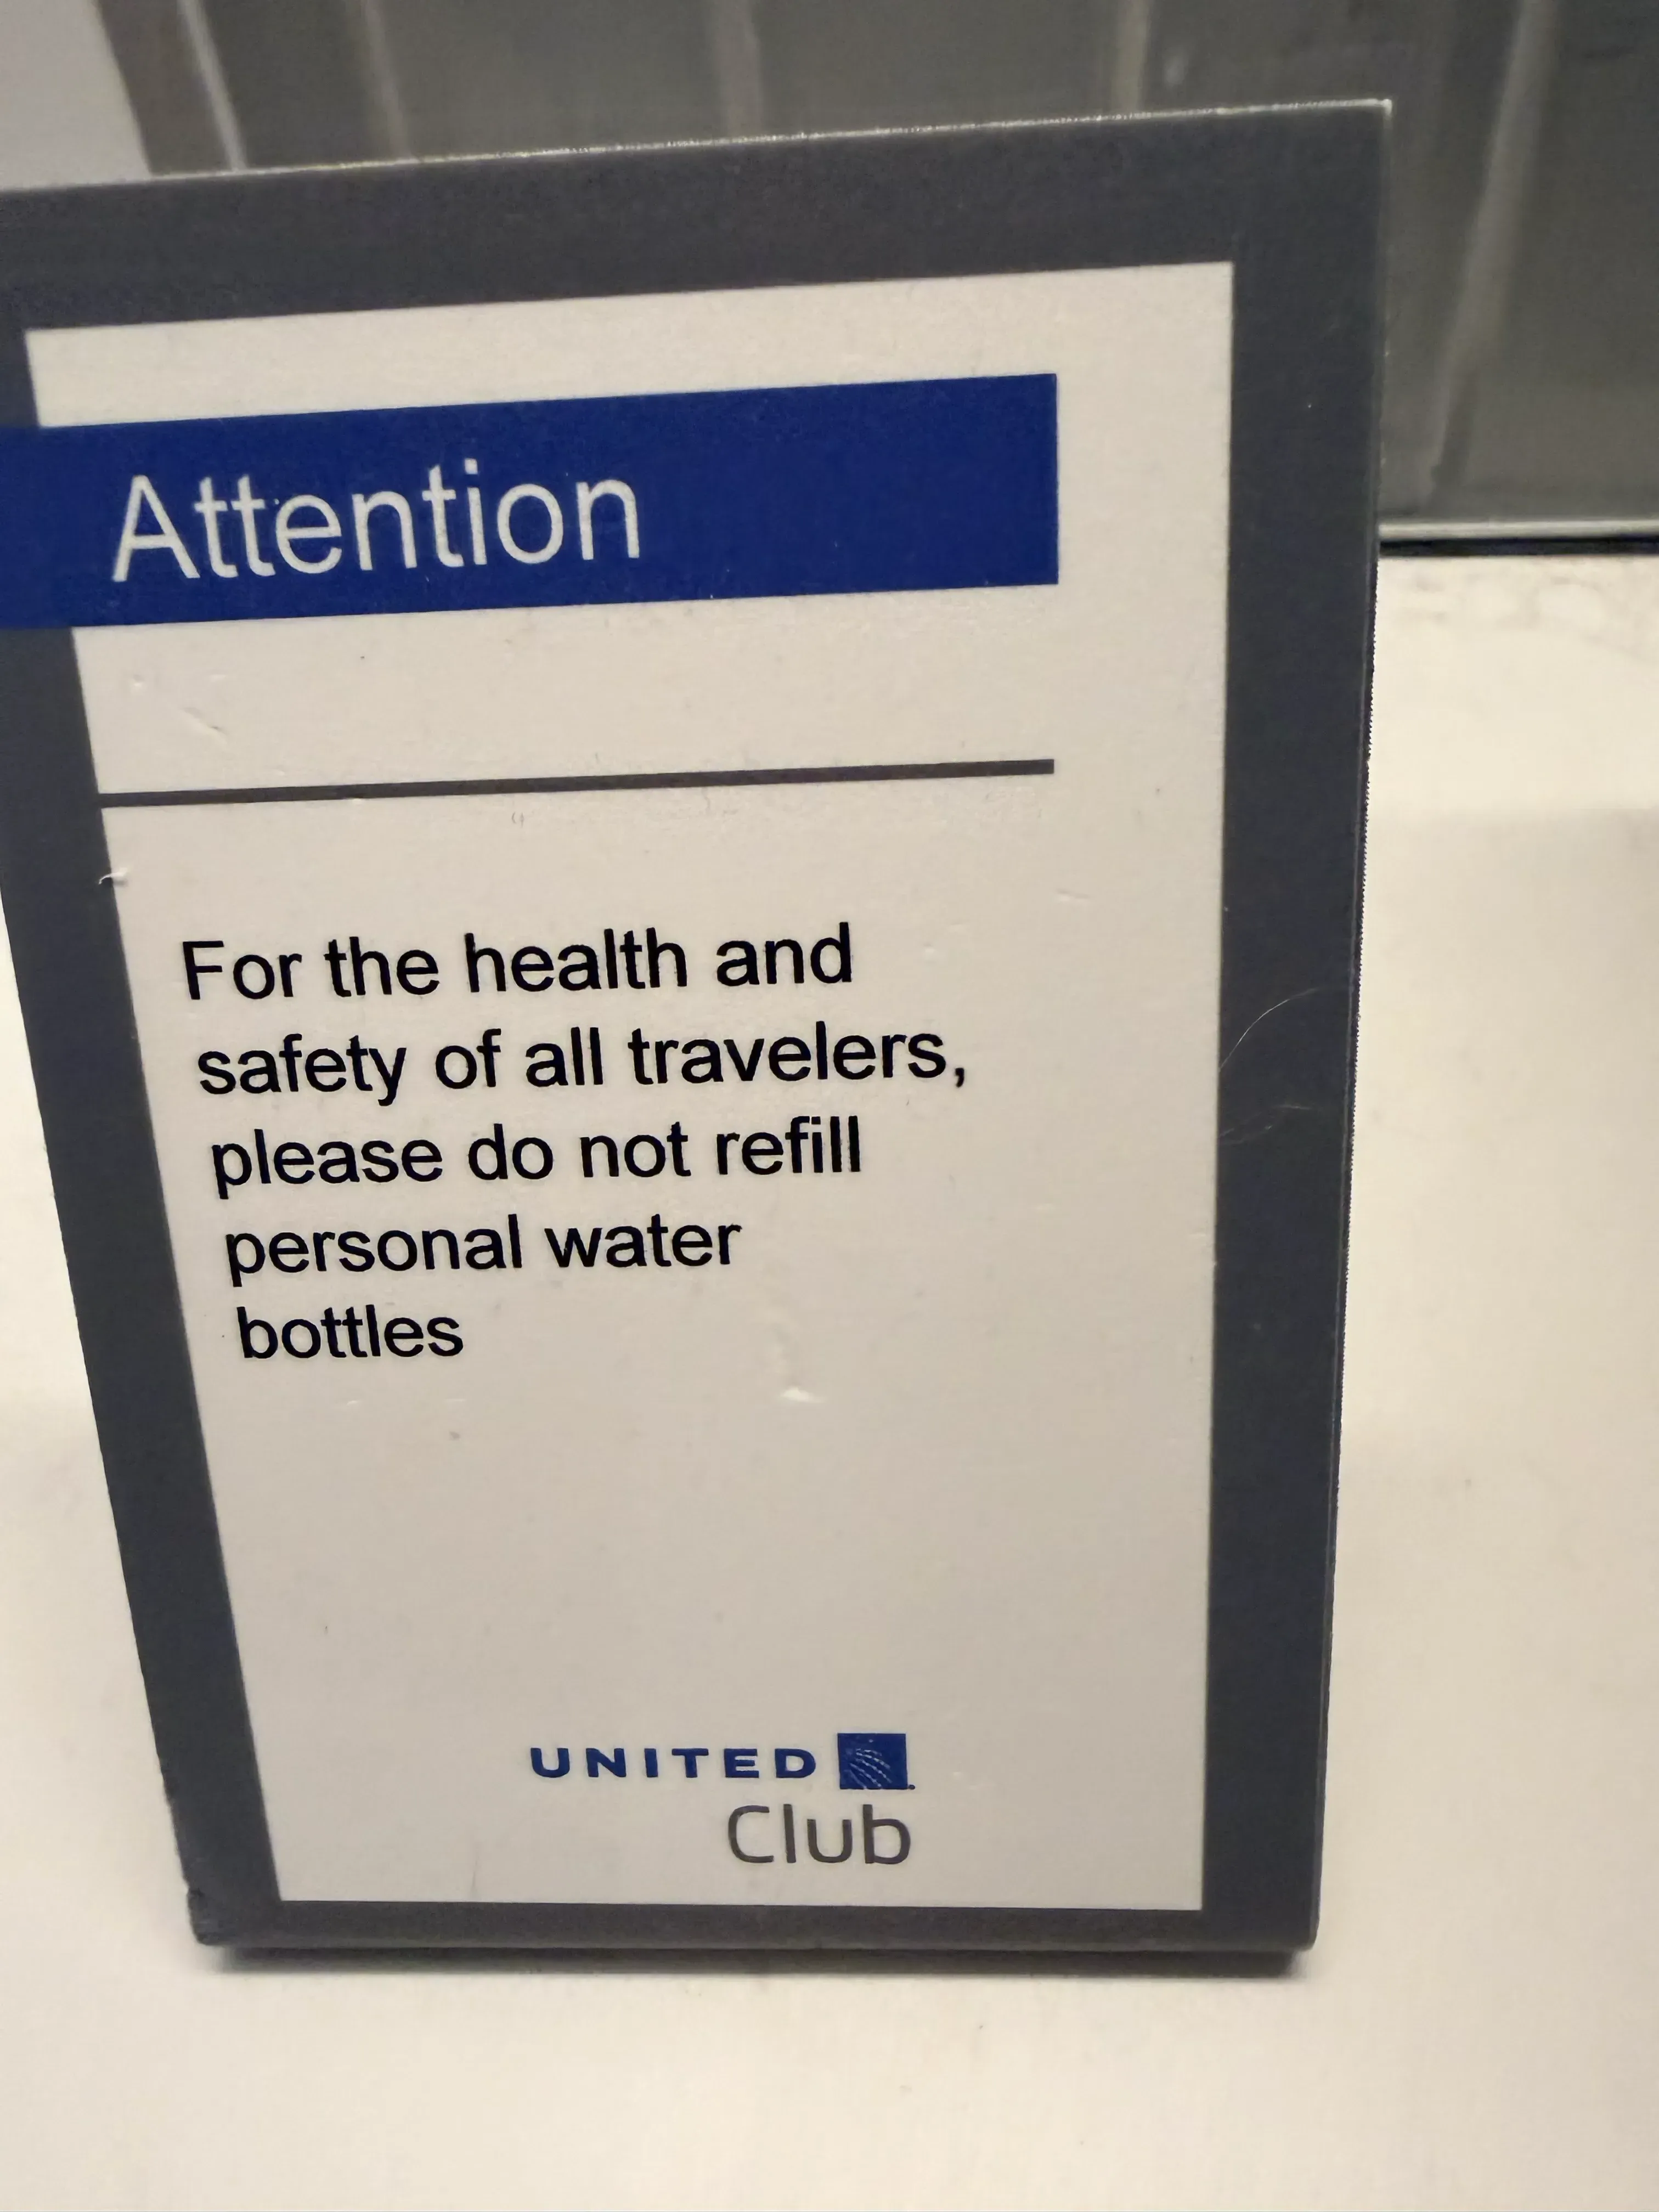 Attention
For the health and
safety of all travelers,
please do not refill
personal water
bottles
UNITED
Club